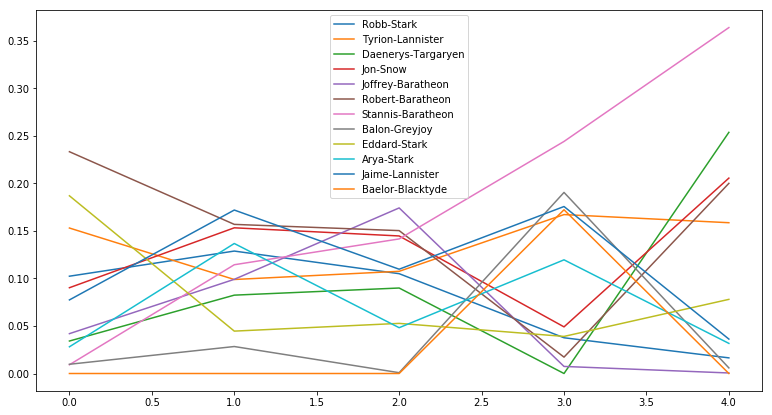 Robb-Stark
Tyrion-Lannister
Daenerys-Targaryen
Jon-Snow
Joffrey-Baratheon
Robert-Baratheon
Stannis-Baratheon
Balon-Greyjoy
Eddard-Stark
Arya-Stark
Jaime-Lannister
Baelor-Blacktyde
0.35
0.30
0.25
0.20
0.15
0.10
0.05
0.00
0.0 0.5 1.0 1.5 2.0 2.5 3.0 3.5 4.0